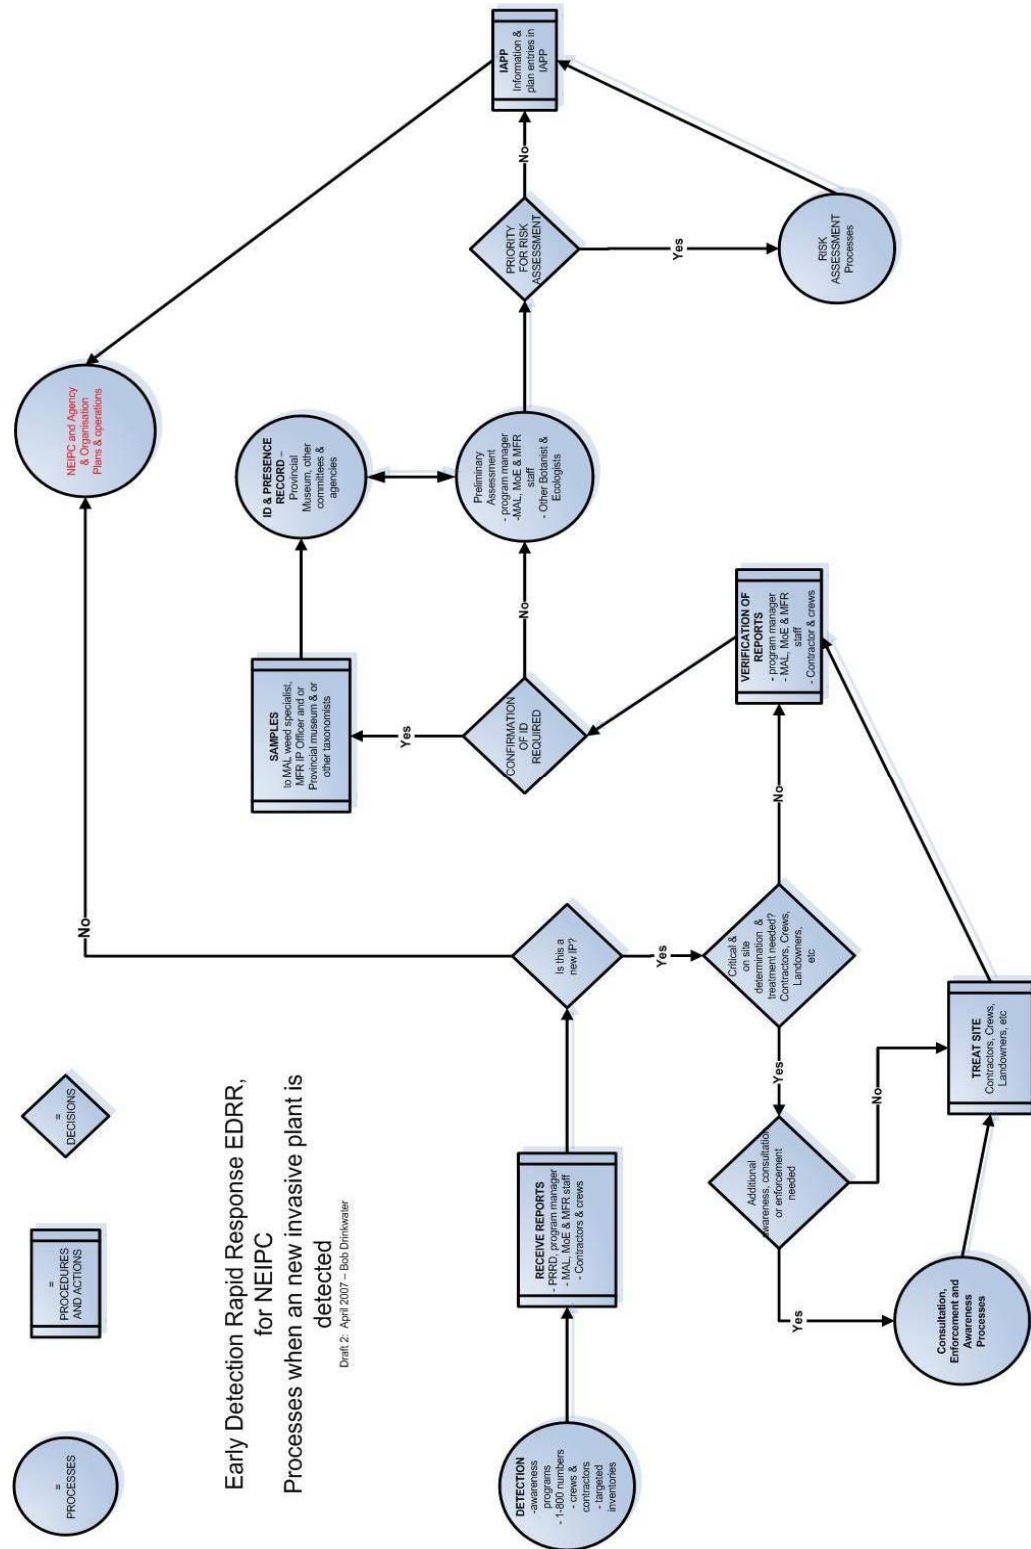 =
PROCESSES
=
PROCEDURES
AND ACTIONS
=
DECISIONS
Early Detection Rapid Response EDRR,
for NEIPC
Processes when an new invasive plant is
detected
Draft 2: April 2007 – Bob Drinkwater
DETECTION
-awareness
programs
- 1-800 numbers
- crews &
contractors
- targeted
inventories
RECEIVE REPORTS
- PRRD, program manager
- MAL, MoE & MFR staff
- Contractors & crews
Is this a
new IP?
No
Yes
NEIPC and Agency
& Organisation
Plans & operations
Critical &
on site
determination &
treatment needed?
Contractors, Crews,
Landowners,
etc
Yes
No
Additional
awareness, consultation
or enforcement
needed
Yes
No
Consultation,
Enforcement and
Awareness
Processes
TREAT SITE
Contractors, Crews,
Landowners, etc
VERIFICATION OF
REPORTS
- program manager
- MAL, MoE & MFR
staff
- Contractor & crews
CONFIRMATION
OF ID
REQUIRED
Yes
No
SAMPLES
to MAL weed specialist,
MFR IP Officer and or
Provincial museum & or
other taxonomists
ID & PRESENCE
RECORD –
Provincial
Museum, other
committees &
agencies
Preliminary
Assessment
- program manager
-MAL, MoE & MFR
staff
- Other Botanist &
Ecologists
PRIORITY
FOR RISK
ASSESSMENT
No
Yes
RISK
ASSESSMENT
Processes
IAPP
Information &
plan entries in
IAPP